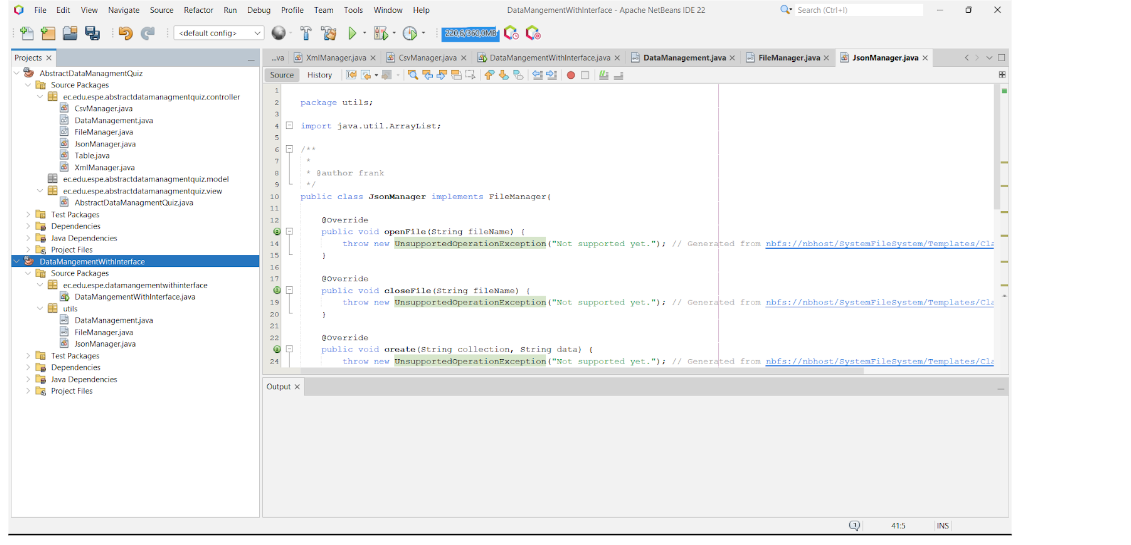 File Edit View Navigate Source Refactor Run Debug Profile Team Tools Window Help
DataMangementWithInterface - Apache NetBeans IDE 22
Search (Ctrl+I)
<default config>
Projects
...va XmlManager.java CsvManager.java DataMangementWithInterface.java DataManagement.java FileManager.java JsonManager.java
Source History
AbstractDataManagmentQuiz
Source Packages
ec.edu.espe.abstractdatamanagmentquiz.controller
CsvManager.java
DataManagement.java
FileManager.java
JsonManager.java
Table.java
XmlManager.java
ec.edu.espe.abstractdatamanagmentquiz.model
ec.edu.espe.abstractdatamanagmentquiz.view
AbstractDataManagmentQuiz.java
Test Packages
Dependencies
Java Dependencies
Project Files
DataMangementWithInterface
Source Packages
ec.edu.espe.datamangementwithinterface
DataMangementWithInterface.java
utils
DataManagement.java
FileManager.java
JsonManager.java
Test Packages
Dependencies
Java Dependencies
Project Files
1
2 package utils;
3
4 import java.util.ArrayList;
5
6 /**
7 *
8 * @author frank
9 */
10 public class JsonManager implements FileManager{
11
12 @Override
public void openFile(String fileName) {
14 throw new UnsupportedOperationException("Not supported yet."); // Generated from nbfs://nbhost/SystemFileSystem/Templates/Cla
15 }
16
17 @Override
public void closeFile(String fileName) {
19 throw new UnsupportedOperationException("Not supported yet."); // Generated from nbfs://nbhost/SystemFileSystem/Templates/Cla
20 }
21
22 @Override
public void create(String collection, String data) {
24 throw new UnsupportedOperationException("Not supported yet."); // Generated from nbfs://nbhost/SystemFileSystem/Templates/Cla
Output
41:5 INS